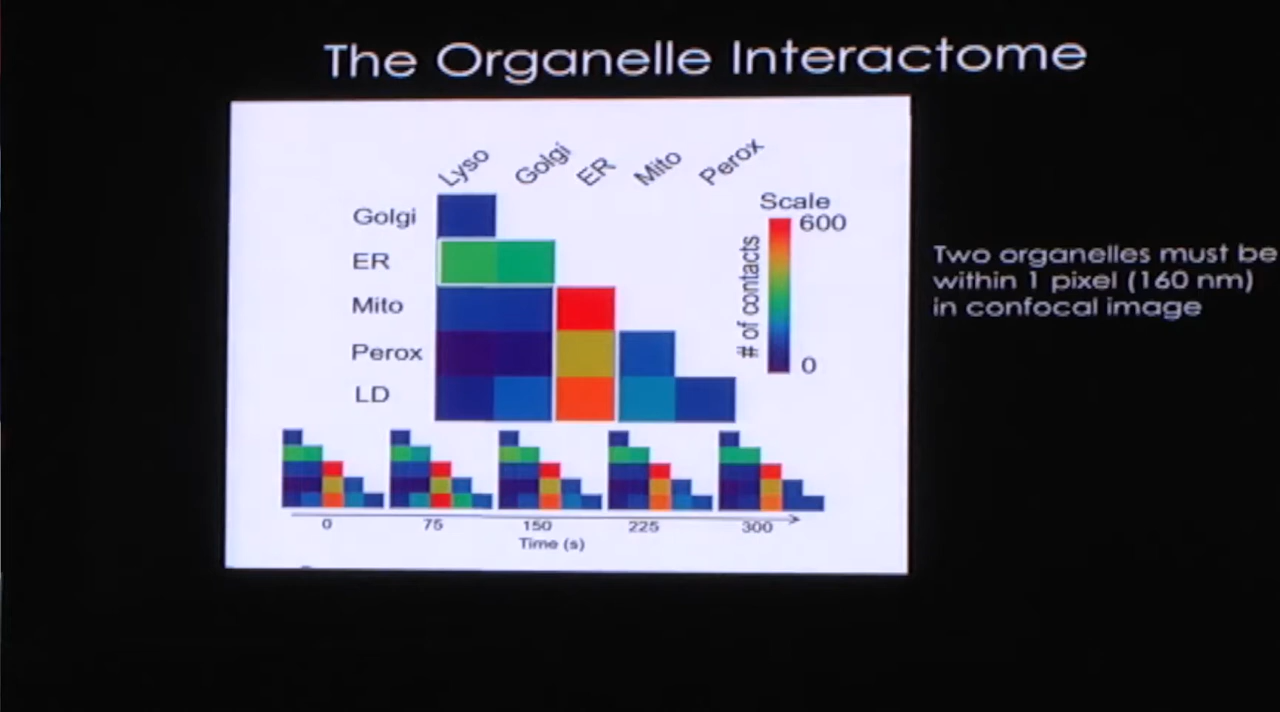 The Organelle Interactome
Lyso Golgi ER Mito Perox
Golgi
ER
Mito
Perox
LD
Scale
600
# of contacts
0
Two organelles must be
within 1 pixel (160 nm)
in confocal image
0 75 150 225 300
Time (s)